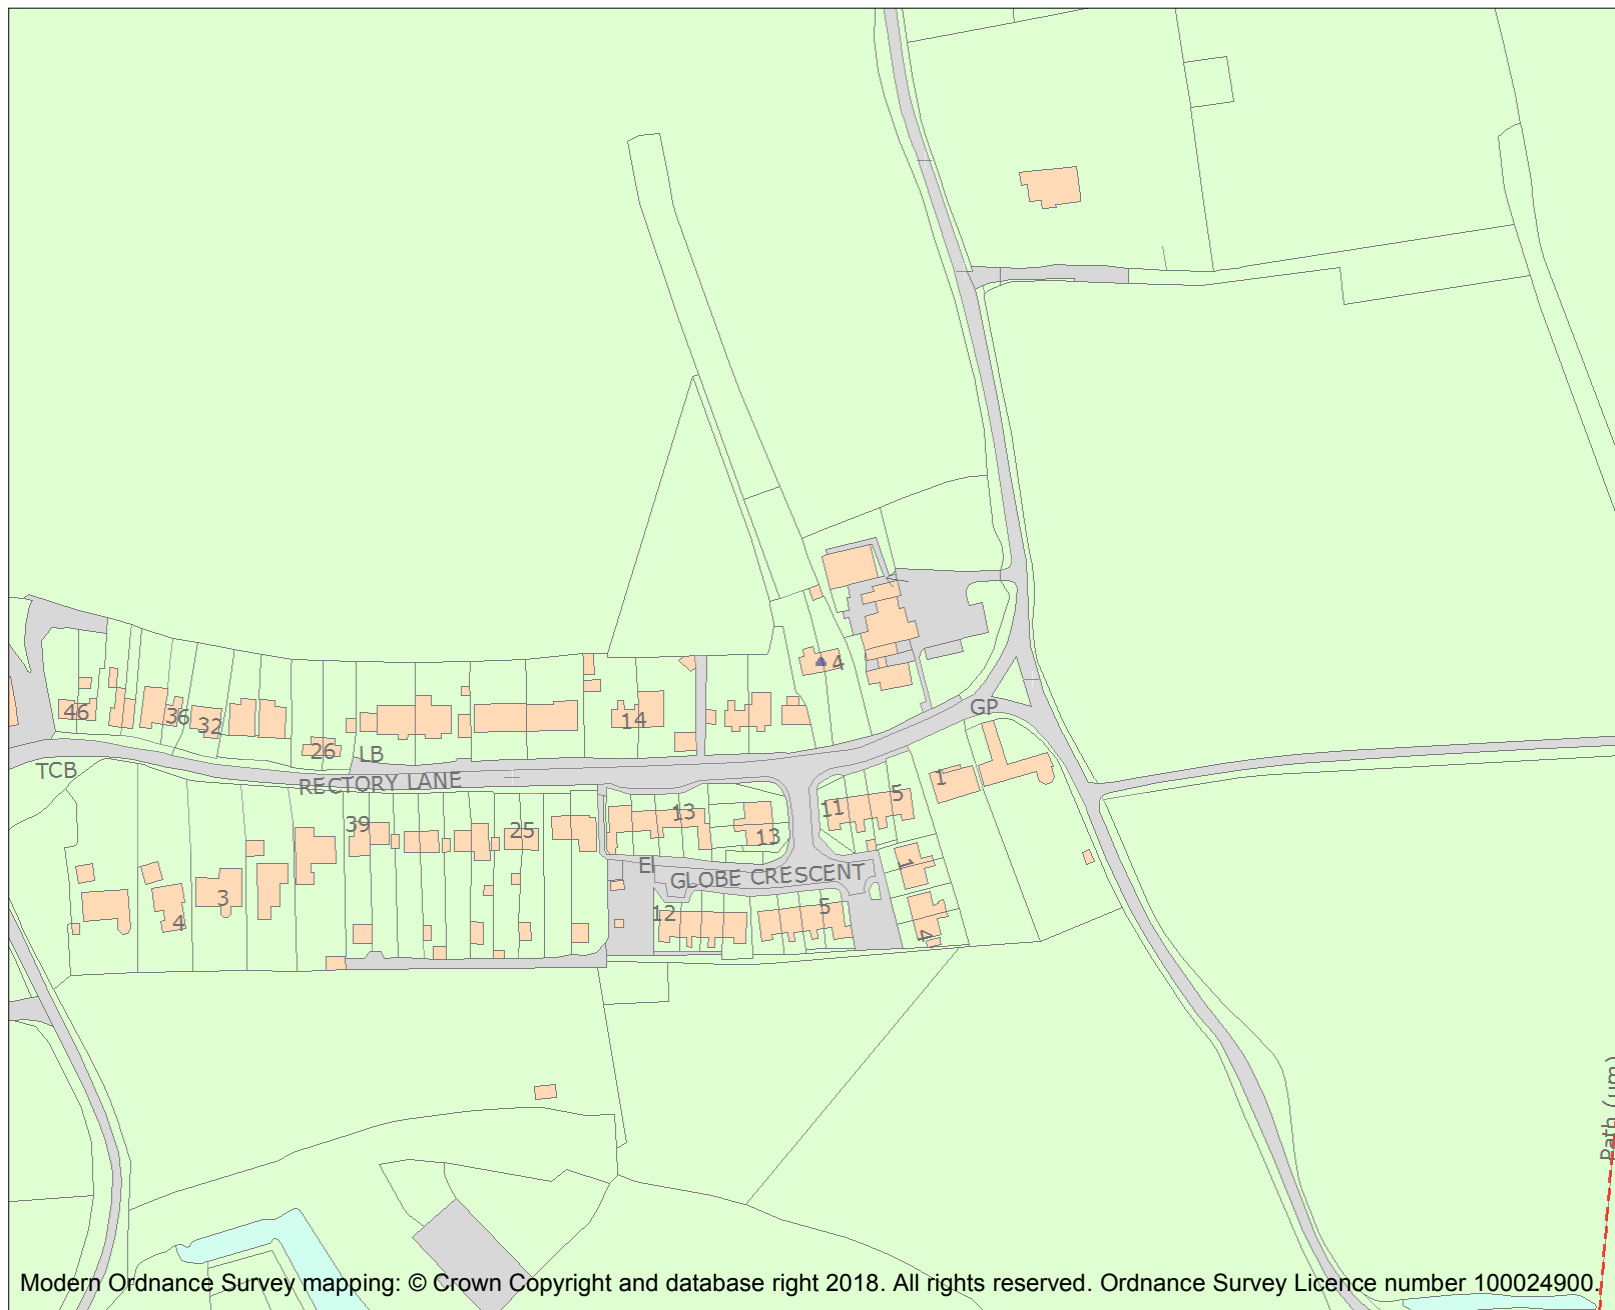 4
46
36
32
26
LB
14
GP
TCB
RECTORY LANE
39
25
13
13
11
5
1
3
4
El
GLOBE CRESCENT
1
12
5
4
Path (um)
Modern Ordnance Survey mapping: © Crown Copyright and database right 2018. All rights reserved. Ordnance Survey Licence number 100024900.